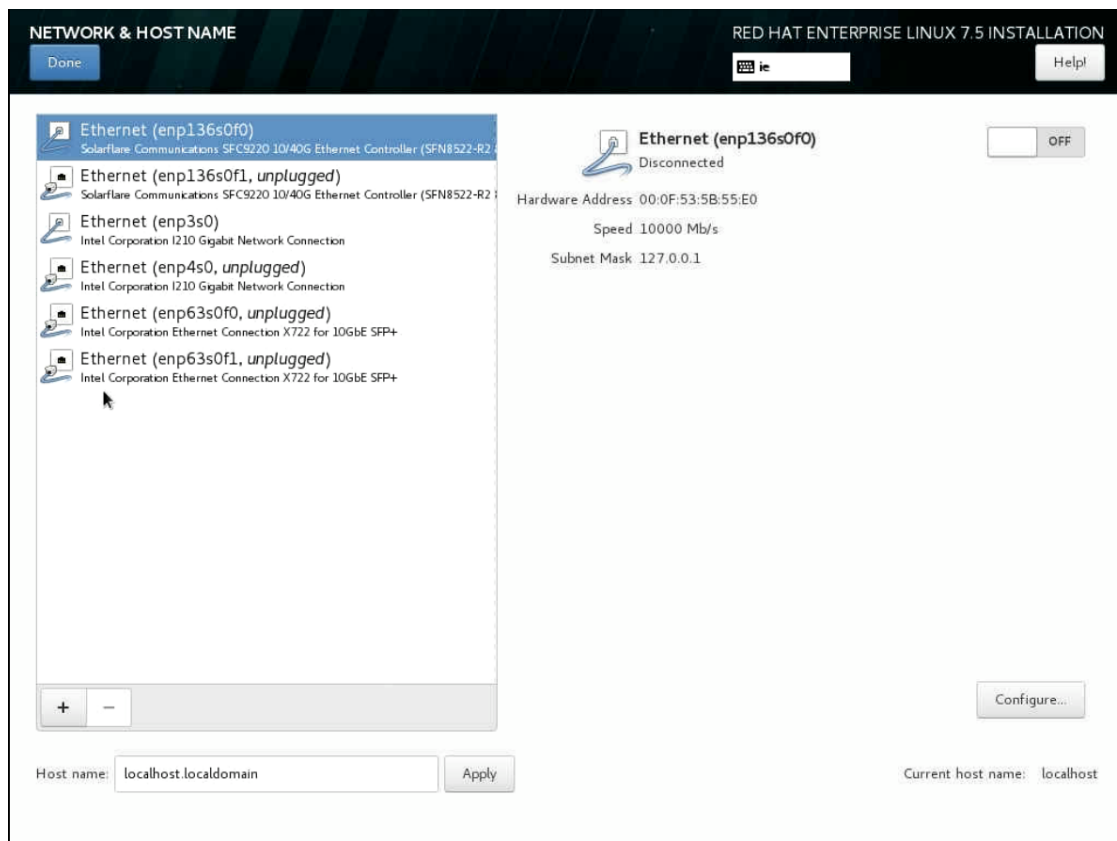 NETWORK & HOST NAME
RED HAT ENTERPRISE LINUX 7.5 INSTALLATION
Done
ie
Help!
Ethernet (enp136s0f0)
Solarflare Communications SFC9220 10/40G Ethernet Controller (SFN8522-R2
Ethernet (enp136s0f1, unplugged)
Solarflare Communications SFC9220 10/40G Ethernet Controller (SFN8522-R2
Ethernet (enp3s0)
Intel Corporation I210 Gigabit Network Connection
Ethernet (enp4s0, unplugged)
Intel Corporation I210 Gigabit Network Connection
Ethernet (enp63s0f0, unplugged)
Intel Corporation Ethernet Connection X722 for 10GbE SFP+
Ethernet (enp63s0f1, unplugged)
Intel Corporation Ethernet Connection X722 for 10GbE SFP+
+ −
Ethernet (enp136s0f0)
Disconnected
OFF
Hardware Address 00:0F:53:5B:55:E0
Speed 10000 Mb/s
Subnet Mask 127.0.0.1
Configure...
Host name: localhost.localdomain Apply
Current host name: localhost